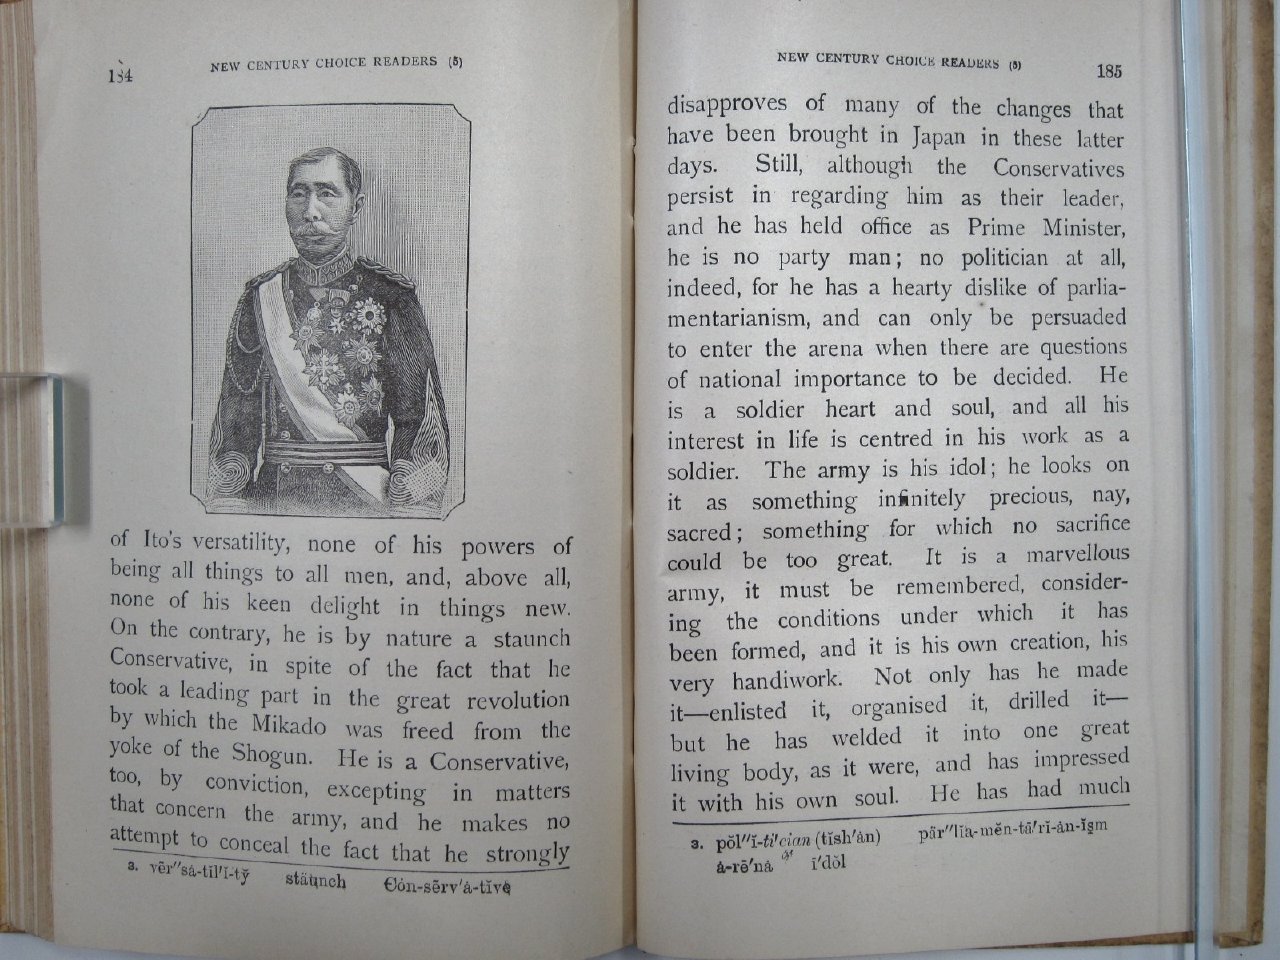 184
NEW CENTURY CHOICE READERS (5)
of Ito's versatility, none of his powers of
being all things to all men, and, above all,
none of his keen delight in things new.
On the contrary, he is by nature a staunch
Conservative, in spite of the fact that he
took a leading part in the great revolution
by which the Mikado was freed from the
yoke of the Shogun. He is a Conservative,
too, by conviction, excepting in matters
that concern the army, and he makes no
attempt to conceal the fact that he strongly
3. vẽr″sȧ-tĭl′ĭ-tỹ stäu̞nch Cȯn-sẽrv′ȧ-tĭve̞
NEW CENTURY CHOICE READERS (5)
185
disapproves of many of the changes that
have been brought in Japan in these latter
days. Still, although the Conservatives
persist in regarding him as their leader,
and he has held office as Prime Minister,
he is no party man; no politician at all,
indeed, for he has a hearty dislike of parlia-
mentarianism, and can only be persuaded
to enter the arena when there are questions
of national importance to be decided. He
is a soldier heart and soul, and all his
interest in life is centred in his work as a
soldier. The army is his idol; he looks on
it as something infinitely precious, nay,
sacred; something for which no sacrifice
could be too great. It is a marvellous
army, it must be remembered, consider-
ing the conditions under which it has
been formed, and it is his own creation, his
very handiwork. Not only has he made
it—enlisted it, organised it, drilled it—
but he has welded it into one great
living body, as it were, and has impressed
it with his own soul. He has had much
3. pŏl″ĭ-ti′cian (tĭsh′ȧn) pãr″lĭa-mĕn-tā′rĭ-ȧn-ĭsm
ȧ-rē′nȧ ī′dŏl